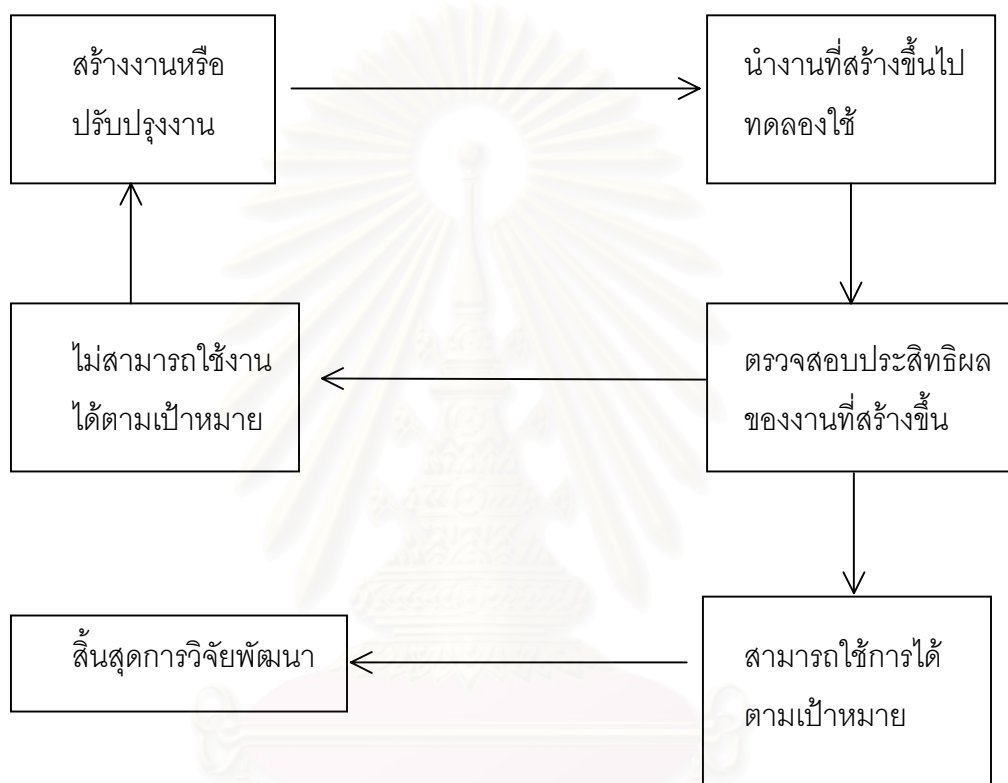 สร้างงานหรือ
ปรับปรุงงาน
นำงานที่สร้างขึ้นไป
ทดลองใช้
ไม่สามารถใช้งาน
ได้ตามเป้าหมาย
ตรวจสอบประสิทธิผล
ของงานที่สร้างขึ้น
สิ้นสุดการวิจัยพัฒนา
สามารถใช้การได้
ตามเป้าหมาย